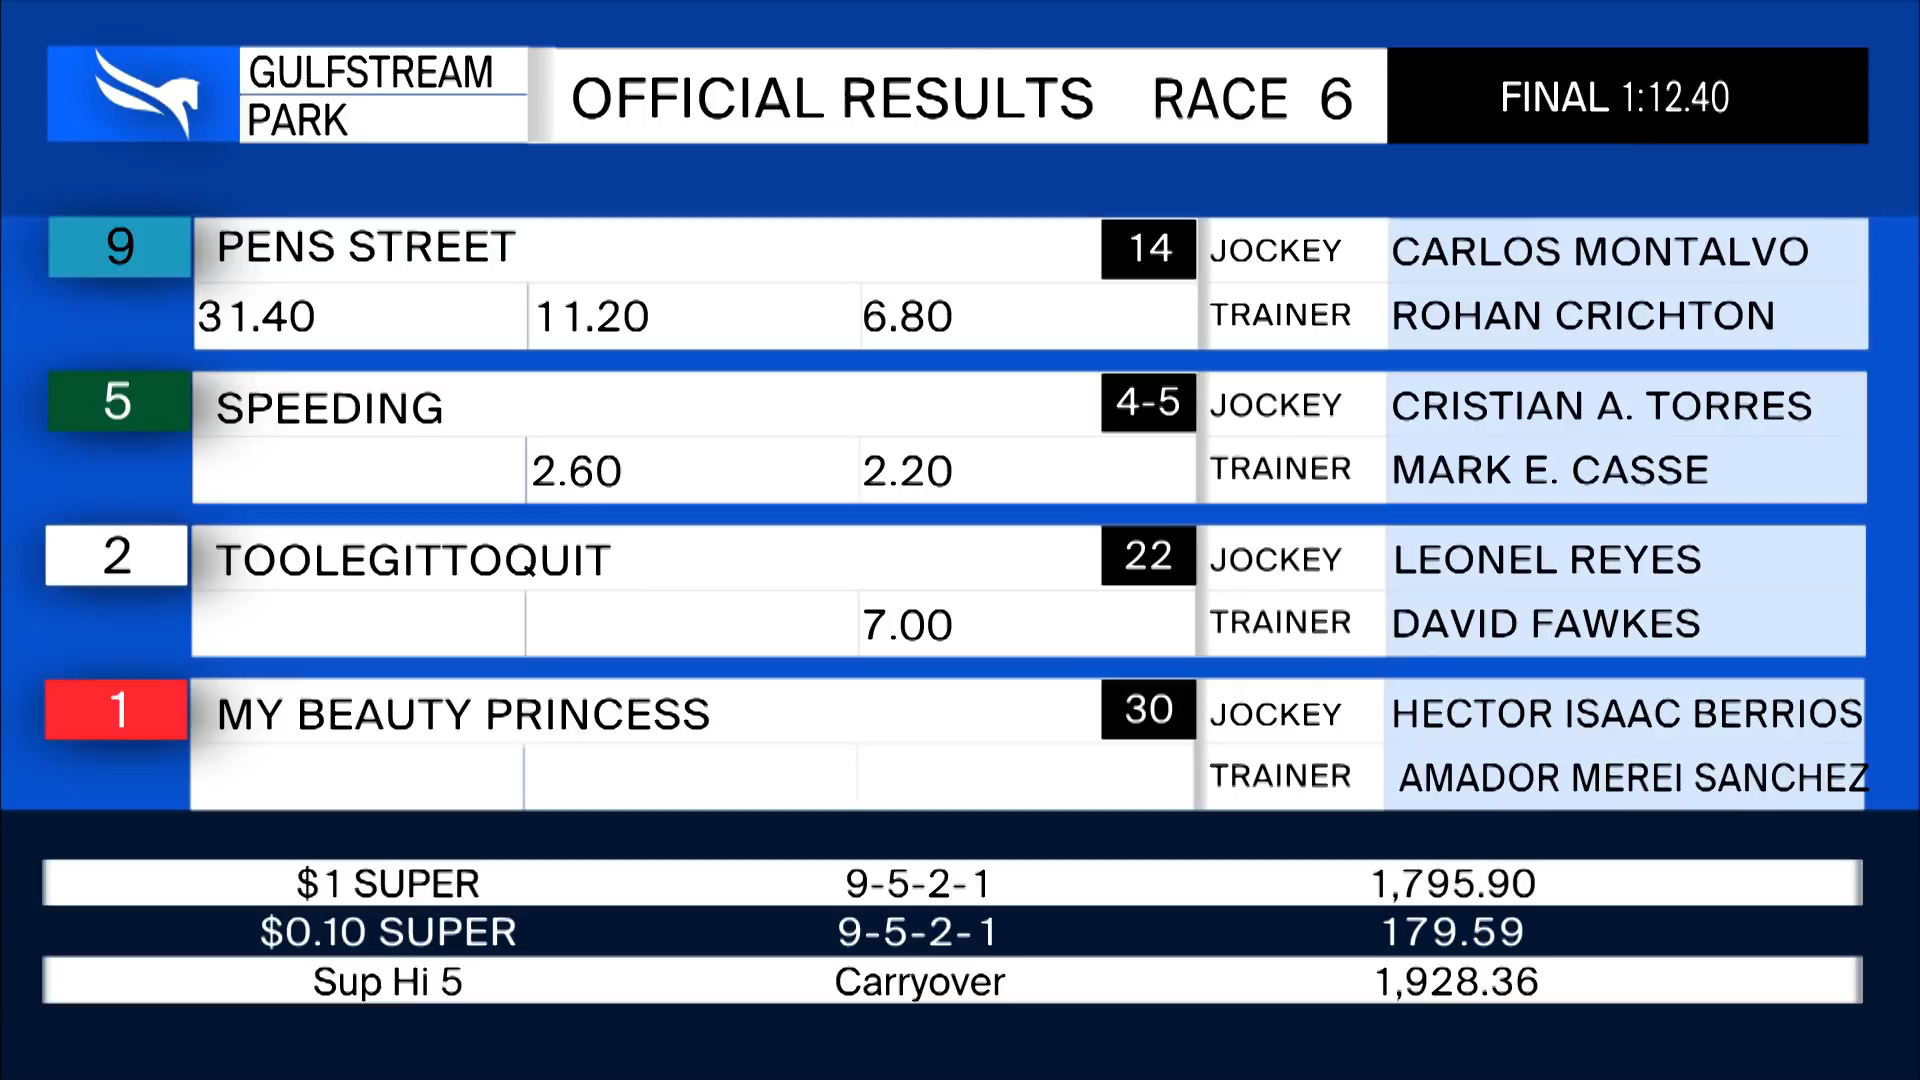 GULFSTREAM
PARK
OFFICIAL RESULTS RACE 6
FINAL 1:12.40
9 PENS STREET 14 JOCKEY CARLOS MONTALVO
31.40 11.20 6.80 TRAINER ROHAN CRICHTON
5 SPEEDING 4-5 JOCKEY CRISTIAN A. TORRES
2.60 2.20 TRAINER MARK E. CASSE
2 TOOLEGITTOQUIT 22 JOCKEY LEONEL REYES
7.00 TRAINER DAVID FAWKES
1 MY BEAUTY PRINCESS 30 JOCKEY HECTOR ISAAC BERRIOS
TRAINER AMADOR MEREI SANCHEZ
$1 SUPER 9-5-2-1 1,795.90
$0.10 SUPER 9-5-2-1 179.59
Sup Hi 5 Carryover 1,928.36